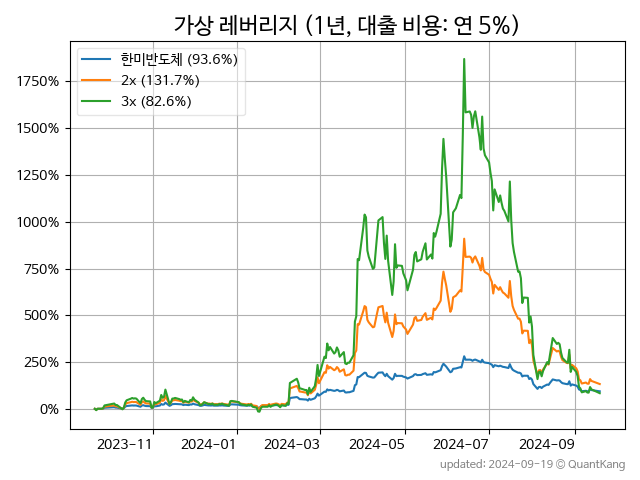 가상 레버리지 (1년, 대출 비용: 연 5%)
한미반도체 (93.6%)
2x (131.7%)
3x (82.6%)
1750%
1500%
1250%
1000%
750%
500%
250%
0%
2023-11 2024-01 2024-03 2024-05 2024-07 2024-09
updated: 2024-09-19 © QuantKang